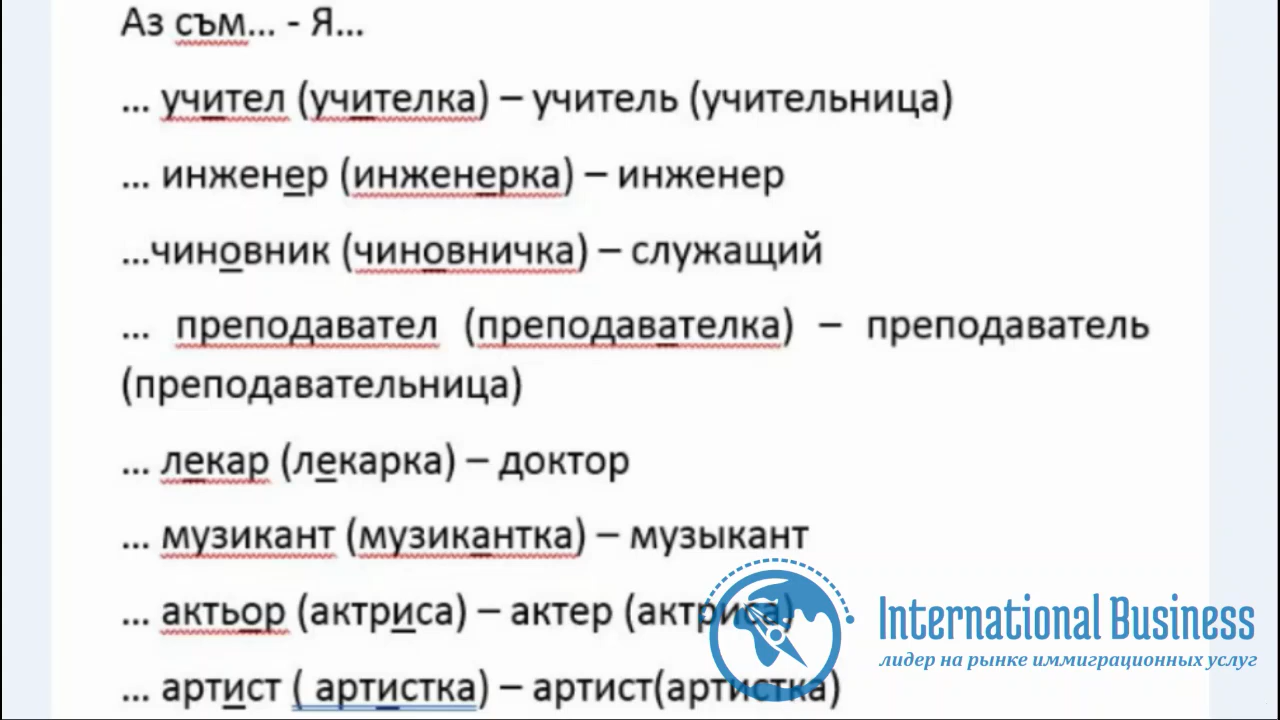 Аз съм... - Я...
... учител (учителка) – учитель (учительница)
... инженер (инженерка) – инженер
...чиновник (чиновничка) – служащий
... преподавател (преподавателка) – преподаватель
(преподавательница)
... лекар (лекарка) – доктор
... музикант (музикантка) – музыкант
... актьор (актриса) – актер (актриса)
... артист ( артистка) – артист(артистка)
International Business
лидер на рынке иммиграционных услуг